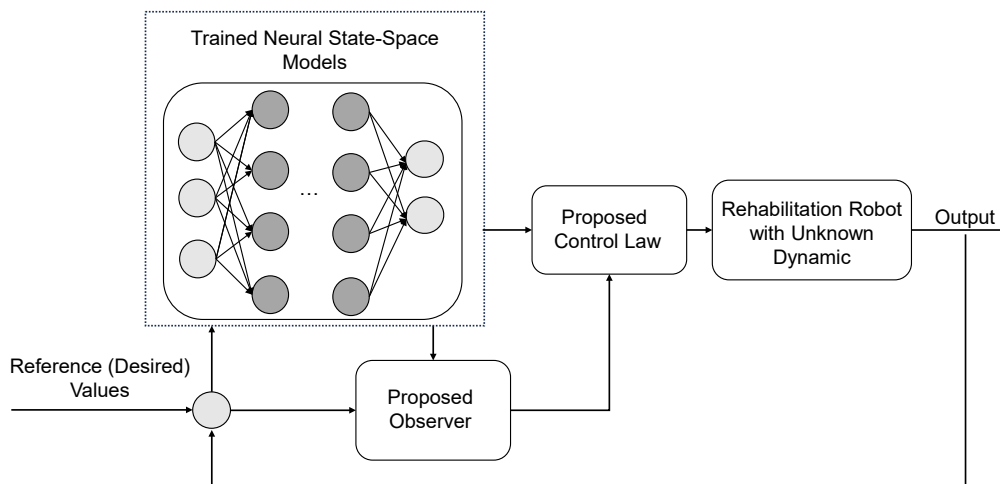 Trained Neural State-Space
Models
...
Proposed
Control Law
Rehabilitation Robot
with Unknown
Dynamic
Output
Reference (Desired)
Values
Proposed
Observer